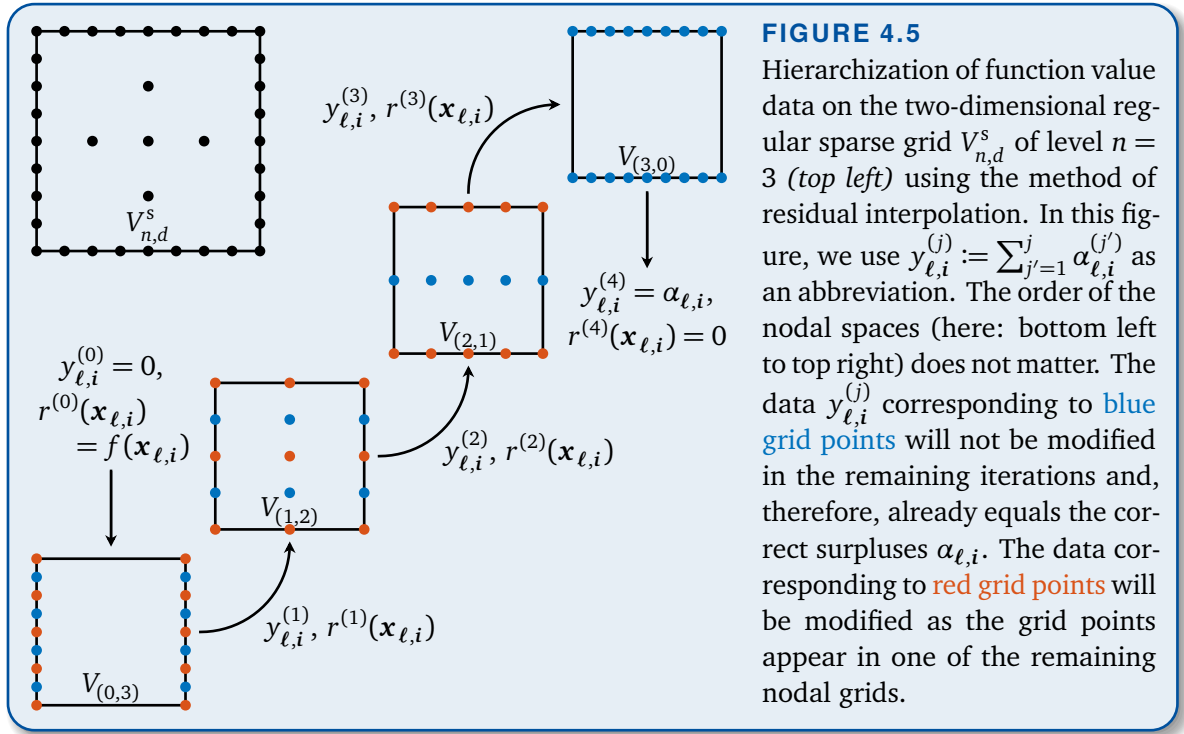 V^s_{n,d}
y^{(0)}_{ℓ,i} = 0,
r^{(0)}(x_{ℓ,i})
= f(x_{ℓ,i})
V_{(0,3)}
y^{(1)}_{ℓ,i}, r^{(1)}(x_{ℓ,i})
V_{(1,2)}
y^{(2)}_{ℓ,i}, r^{(2)}(x_{ℓ,i})
V_{(2,1)}
y^{(3)}_{ℓ,i}, r^{(3)}(x_{ℓ,i})
V_{(3,0)}
y^{(4)}_{ℓ,i} = α_{ℓ,i},
r^{(4)}(x_{ℓ,i}) = 0
FIGURE 4.5
Hierarchization of function value
data on the two-dimensional reg-
ular sparse grid V^s_{n,d} of level n =
3 (top left) using the method of
residual interpolation. In this fig-
ure, we use y^{(j)}_{ℓ,i} := ∑^j_{j'=1} α^{(j')}_{ℓ,i} as
an abbreviation. The order of the
nodal spaces (here: bottom left
to top right) does not matter. The
data y^{(j)}_{ℓ,i} corresponding to blue
grid points will not be modified
in the remaining iterations and,
therefore, already equals the cor-
rect surpluses α_{ℓ,i}. The data cor-
responding to red grid points will
be modified as the grid points
appear in one of the remaining
nodal grids.